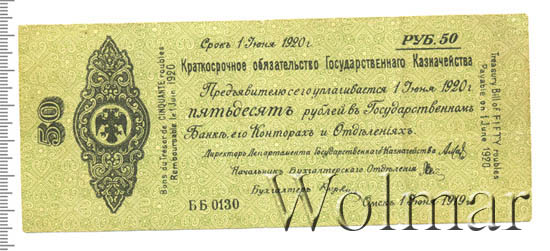 Срокъ 1 Июня 1920 г.
РУБ. 50
Краткосрочное обязательство Государственнаго Казначейства
Предъявителю сего уплачивается 1 Июня 1920 г.
пятьдесятъ рублей въ Государственномъ
Банкѣ, его Конторахъ и Отдѣленіяхъ.
Директоръ Департамента Государственнаго Казначейства
Начальникъ Бухгалтерскаго Отдѣленія
Бухгалтеръ
ББ 0130
Омскъ, 1 Июня 1919 г.
50
Bons du trésor de CINQUANTE roubles
Remboursable le 1 Juin 1920
Treasury Bill of FIFTY roubles
Payable on 1 June 1920
Wolmar